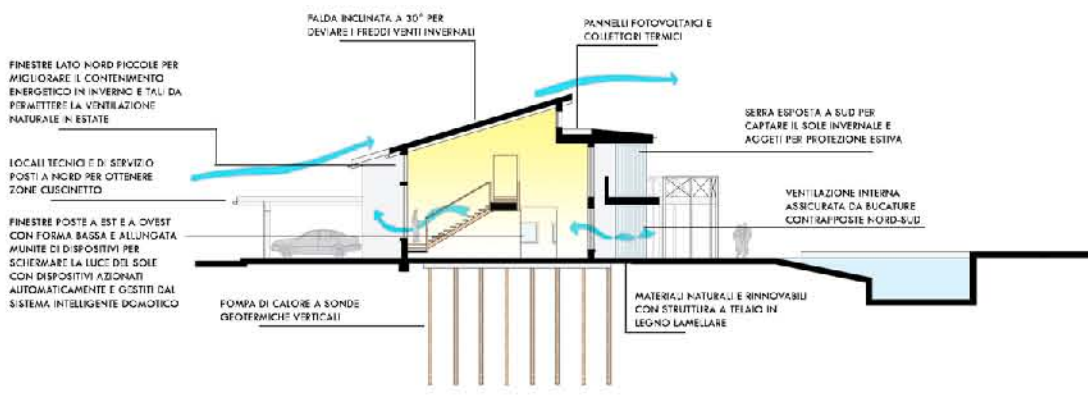 FALDA INCLINATA A 30° PER
DEVIARE I FREDDI VENTI INVERNALI
PANNELLI FOTOVOLTAICI E
COLLETTORI TERMICI
FINESTRE LATO NORD PICCOLE PER
MIGLIORARE IL CONTENIMENTO
ENERGETICO IN INVERNO E TALI DA
PERMETTERE LA VENTILAZIONE
NATURALE IN ESTATE
SERRA ESPOSTA A SUD PER
CAPTARE IL SOLE INVERNALE E
AGGETI PER PROTEZIONE ESTIVA
LOCALI TECNICI E DI SERVIZIO
POSTI A NORD PER OTTENERE
ZONE CUSCINETTO
VENTILAZIONE INTERNA
ASSICURATA DA BUCATURE
CONTRAPPOSTE NORD-SUD
FINESTRE POSTE A EST E A OVEST
CON FORMA BASSA E ALLUNGATA
MUNITE DI DISPOSITIVI PER
SCHERMARE LA LUCE DEL SOLE
CON DISPOSITIVI AZIONATI
AUTOMATICAMENTE E GESTITI DAL
SISTEMA INTELLIGENTE DOMOTICO
POMPA DI CALORE A SONDE
GEOTERMICHE VERTICALI
MATERIALI NATURALI E RINNOVABILI
CON STRUTTURA A TELAIO IN
LEGNO LAMELLARE